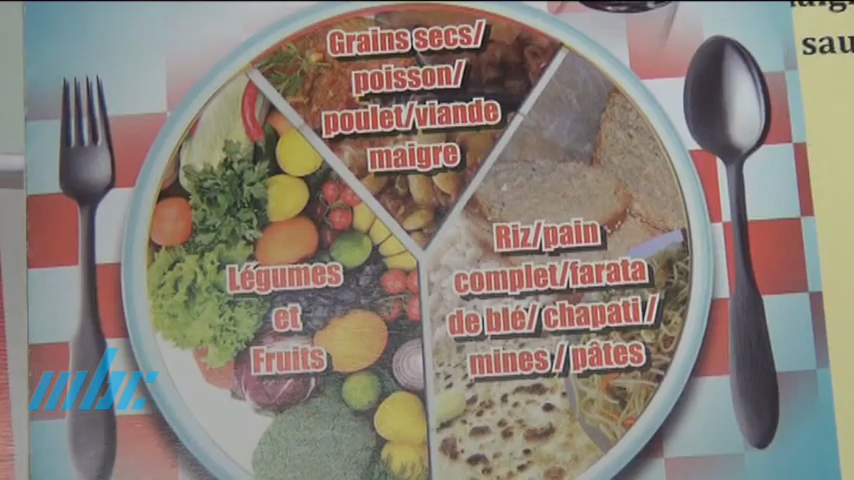 Grains secs/
poisson/
poulet/viande
maigre
sau
Riz/pain
complet/farata
de blé/ chapati /
mines / pâtes
Légumes
et
Fruits
mbc